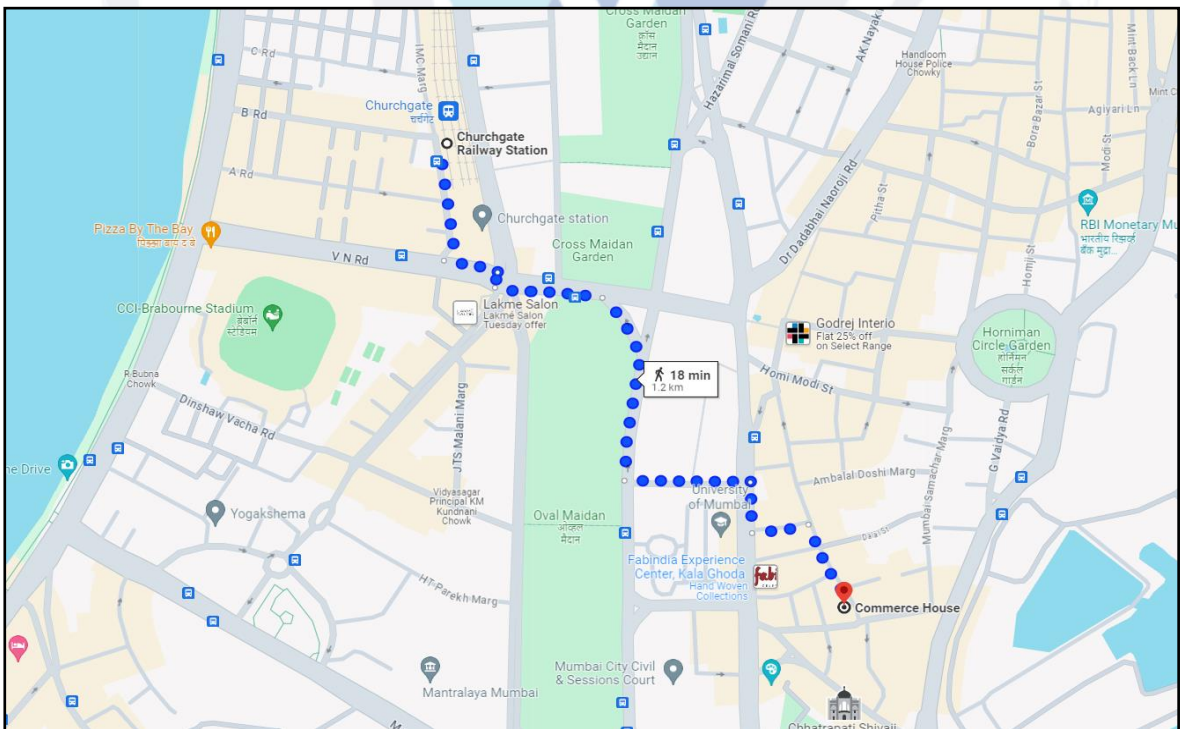 Cross Maidan
Garden
क्रॉस
मैदान
उद्यान
C Rd
IMC Marg
Hazarimal Somani Rd
AK Nayak
Handloom
House Police
Chowky
Mint Back Ln
Churchgate
चर्चगेट
B Rd
Churchgate
Railway Station
Bora Bazar St
Agiyari Ln
Modi St
A Rd
Dr Dadabhai Naoroji Rd
Pitha St
Churchgate station
Pizza By The Bay
RBI Monetary Mu
भारतीय रिझर्व्ह
बँक मुद्रा...
V N Rd
Cross Maidan
Garden
Homji St
CCI-Brabourne Stadium
ब्रेबॉर्न
स्टेडियम
Lakme Salon
Lakmé Salon
Tuesday offer
Godrej Interio
Flat 25% off
on Select Range
Horniman
Circle Garden
हॉर्निमन
सर्कल
गार्डन
R Bubna
Chowk
18 min
1.2 km
Homi Modi St
Dinshaw Vacha Rd
JTS Malani Marg
Mumbai Samachar Marg
G Vaidya Rd
ne Drive
Ambalal Doshi Marg
Vidyasagar
Principal KM
Kundnani
Chowk
University
of Mumbai
Yogakshema
Oval Maidan
ओव्हल
मैदान
Dalal St
Fabindia Experience
Center, Kala Ghoda
Hand Woven
Collections
fabi
HT Parekh Marg
Commerce House
Mantralaya Mumbai
Mumbai City Civil
& Sessions Court
Chhatrapati Shivaji